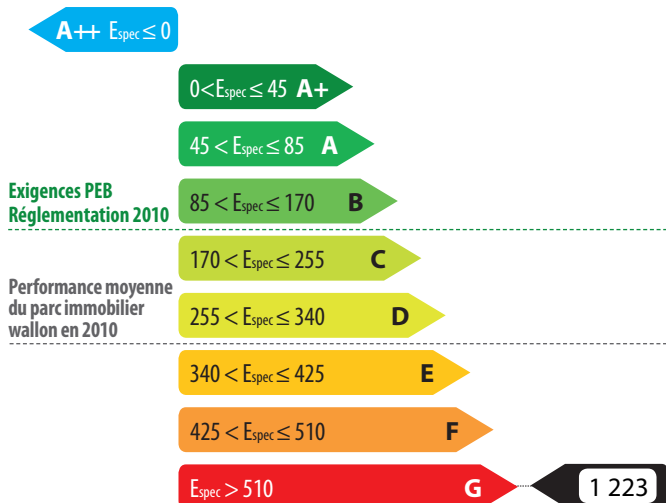 A++ Espec ≤ 0
0 < Espec ≤ 45 A+
45 < Espec ≤ 85 A
Exigences PEB
Réglementation 2010
85 < Espec ≤ 170 B
170 < Espec ≤ 255 C
Performance moyenne
du parc immobilier
wallon en 2010
255 < Espec ≤ 340 D
340 < Espec ≤ 425 E
425 < Espec ≤ 510 F
Espec > 510 G
1 223